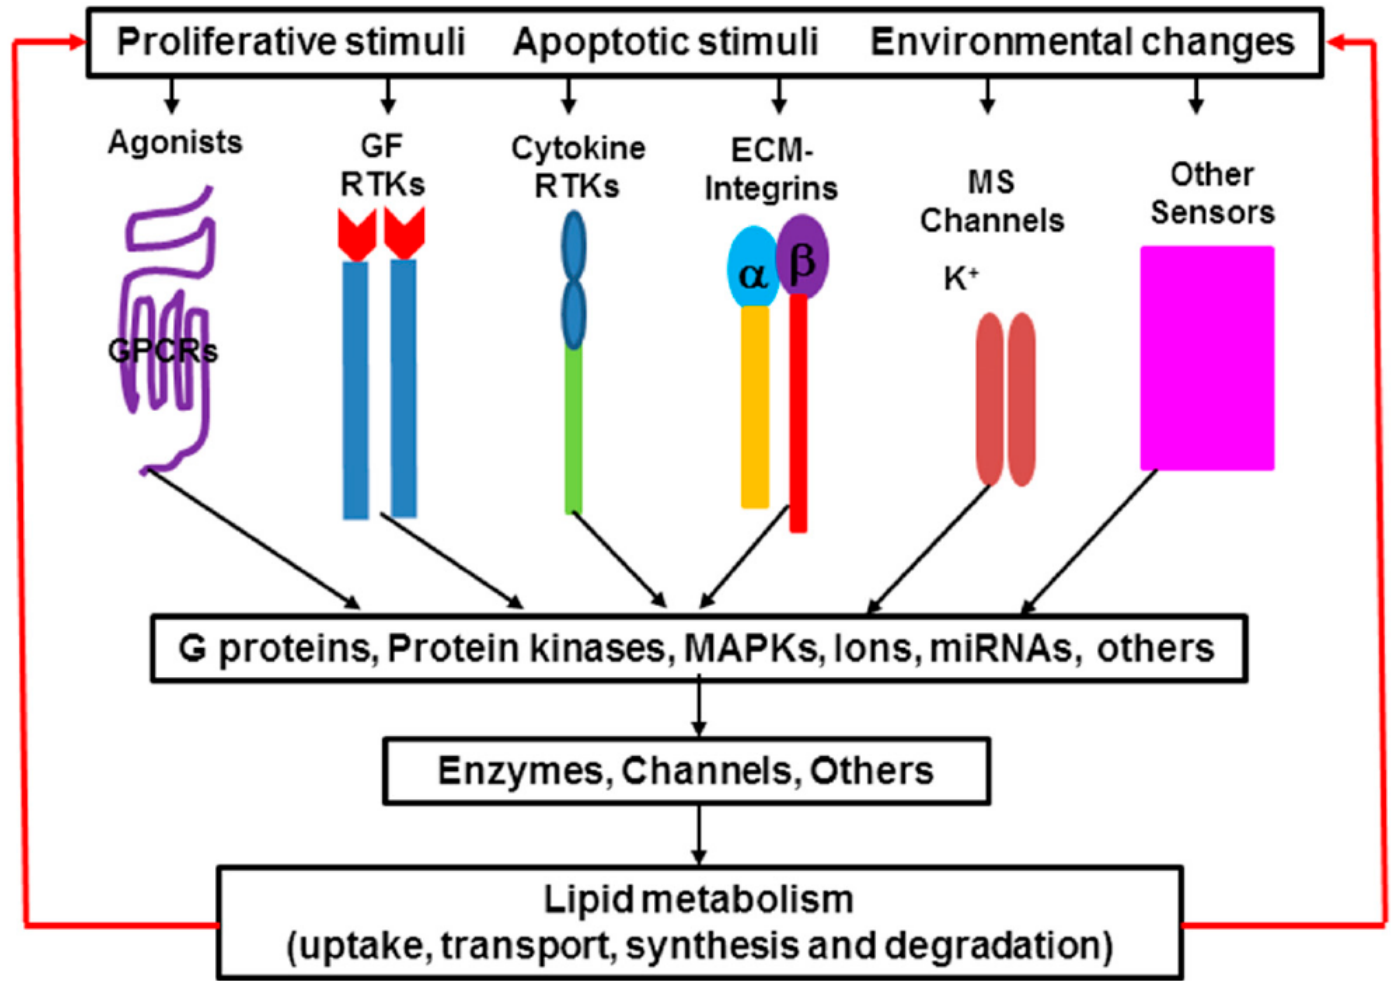 Proliferative stimuli Apoptotic stimuli Environmental changes
Agonists
GF
RTKs
Cytokine
RTKs
ECM-
Integrins
MS
Channels
Other
Sensors
K⁺
α
β
GPCRs
G proteins, Protein kinases, MAPKs, Ions, miRNAs, others
Enzymes, Channels, Others
Lipid metabolism
(uptake, transport, synthesis and degradation)